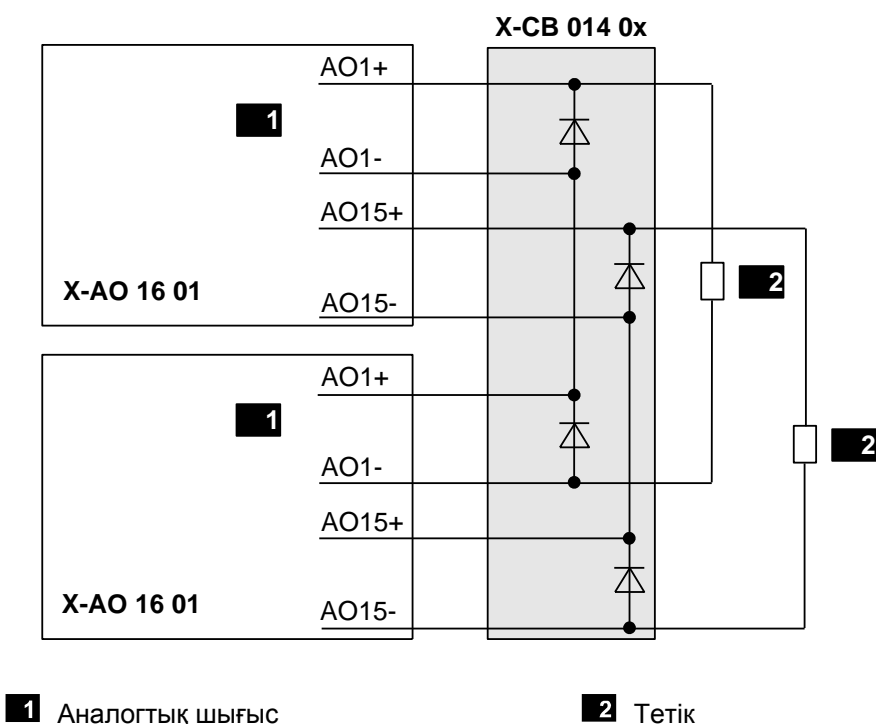 X-CB 014 0x
AO1+
1
AO1-
AO15+
X-AO 16 01
2
AO15-
AO1+
1
2
AO1-
AO15+
X-AO 16 01
AO15-
1 Аналогтық шығыс
2 Тетік